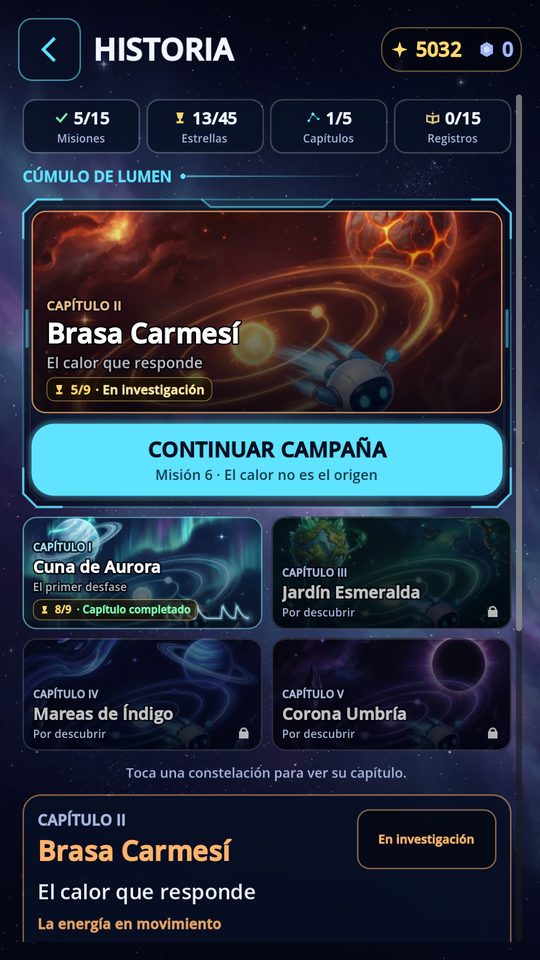 HISTORIA
5032
0
5/15
Misiones
13/45
Estrellas
1/5
Capítulos
0/15
Registros
CÚMULO DE LUMEN
CAPÍTULO II
Brasa Carmesí
El calor que responde
5/9 · En investigación
CONTINUAR CAMPAÑA
Misión 6 · El calor no es el origen
CAPÍTULO I
Cuna de Aurora
El primer desfase
8/9 · Capítulo completado
CAPÍTULO III
Jardín Esmeralda
Por descubrir
CAPÍTULO IV
Mareas de Índigo
Por descubrir
CAPÍTULO V
Corona Umbría
Por descubrir
Toca una constelación para ver su capítulo.
CAPÍTULO II
Brasa Carmesí
En investigación
El calor que responde
La energía en movimiento